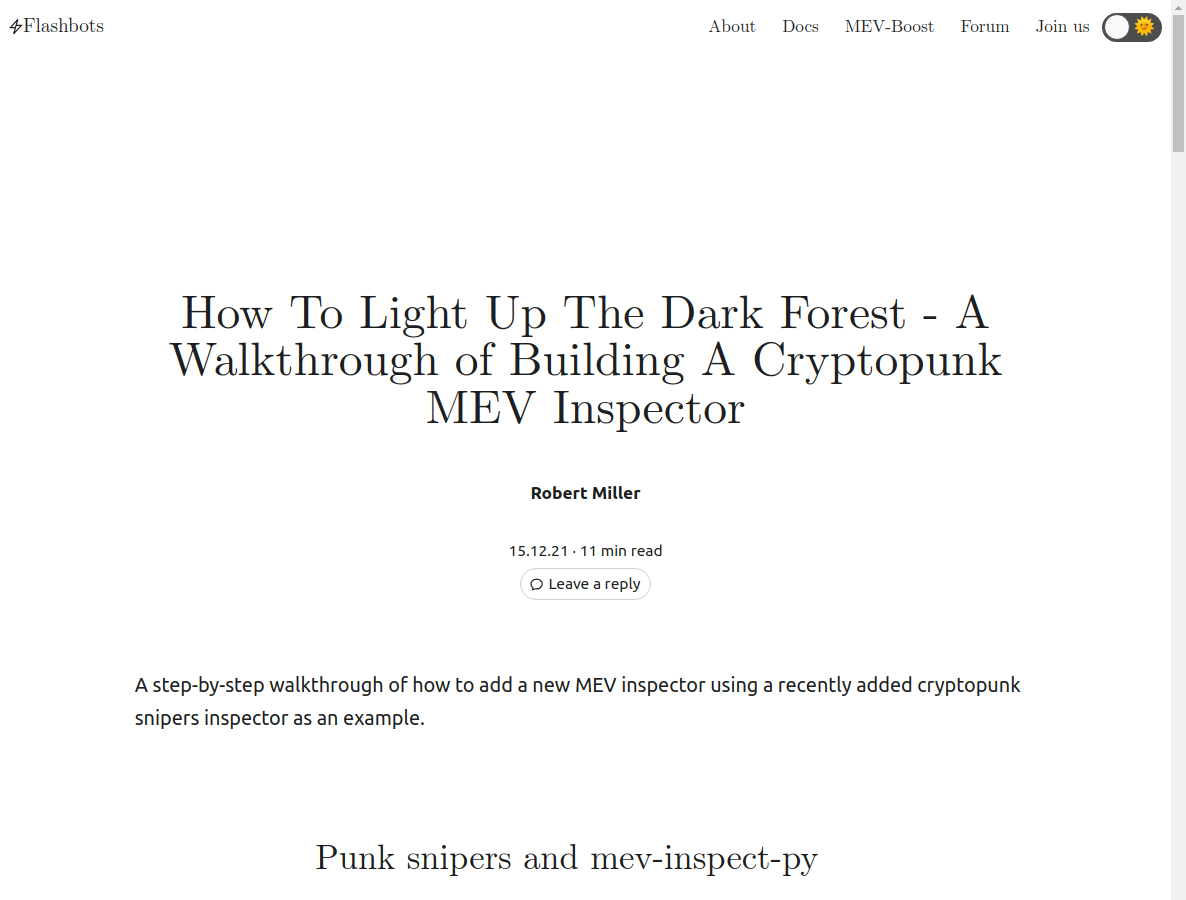 Flashbots
About Docs MEV-Boost Forum Join us
How To Light Up The Dark Forest - A
Walkthrough of Building A Cryptopunk
MEV Inspector
Robert Miller
15.12.21 · 11 min read
Leave a reply
A step-by-step walkthrough of how to add a new MEV inspector using a recently added cryptopunk
snipers inspector as an example.
Punk snipers and mev-inspect-py